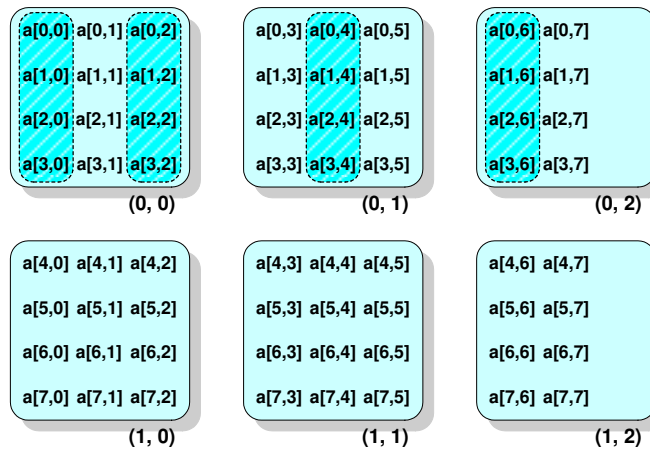 a[0,0] a[0,1] a[0,2] a[0,3] a[0,4] a[0,5] a[0,6] a[0,7]
a[1,0] a[1,1] a[1,2] a[1,3] a[1,4] a[1,5] a[1,6] a[1,7]
a[2,0] a[2,1] a[2,2] a[2,3] a[2,4] a[2,5] a[2,6] a[2,7]
a[3,0] a[3,1] a[3,2] a[3,3] a[3,4] a[3,5] a[3,6] a[3,7]
(0, 0) (0, 1) (0, 2)
a[4,0] a[4,1] a[4,2] a[4,3] a[4,4] a[4,5] a[4,6] a[4,7]
a[5,0] a[5,1] a[5,2] a[5,3] a[5,4] a[5,5] a[5,6] a[5,7]
a[6,0] a[6,1] a[6,2] a[6,3] a[6,4] a[6,5] a[6,6] a[6,7]
a[7,0] a[7,1] a[7,2] a[7,3] a[7,4] a[7,5] a[7,6] a[7,7]
(1, 0) (1, 1) (1, 2)